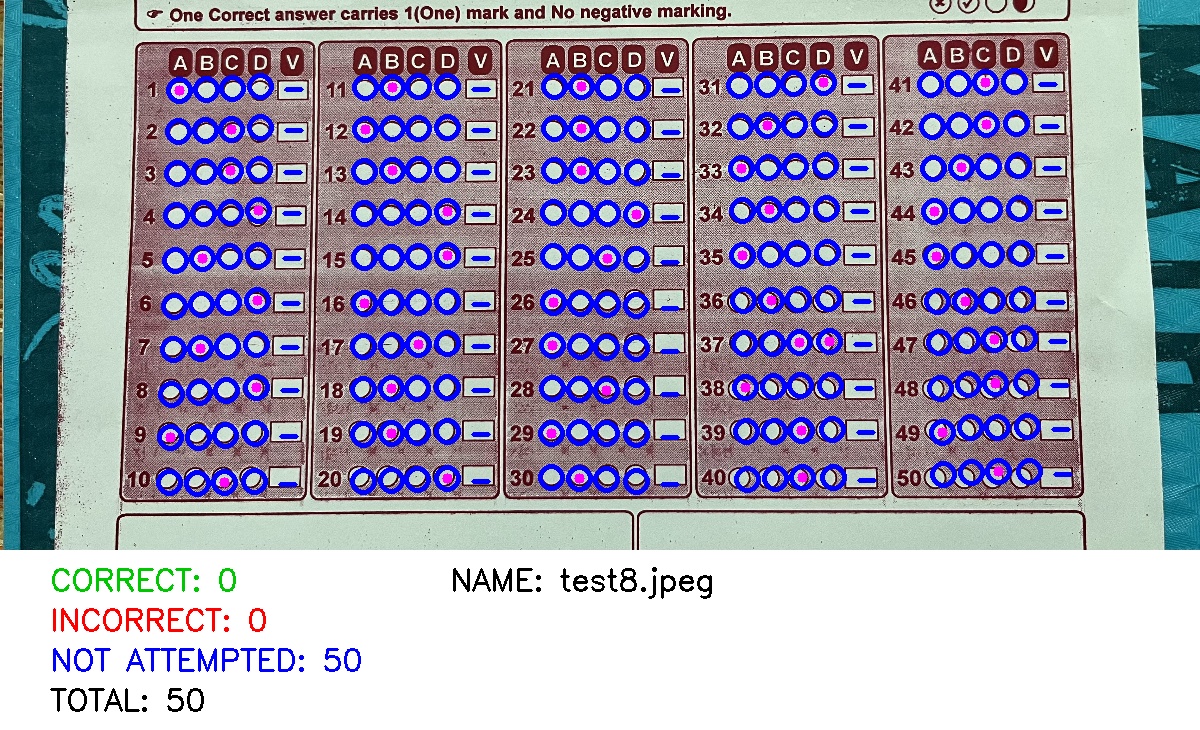 ☞ One Correct answer carries 1(One) mark and No negative marking.
A B C D V A B C D V A B C D V A B C D V A B C D V
1 11 21 31 41
2 12 22 32 42
3 13 23 33 43
4 14 24 34 44
5 15 25 35 45
6 16 26 36 46
7 17 27 37 47
8 18 28 38 48
9 19 29 39 49
10 20 30 40 50
CORRECT: 0 NAME: test8.jpeg
INCORRECT: 0
NOT ATTEMPTED: 50
TOTAL: 50